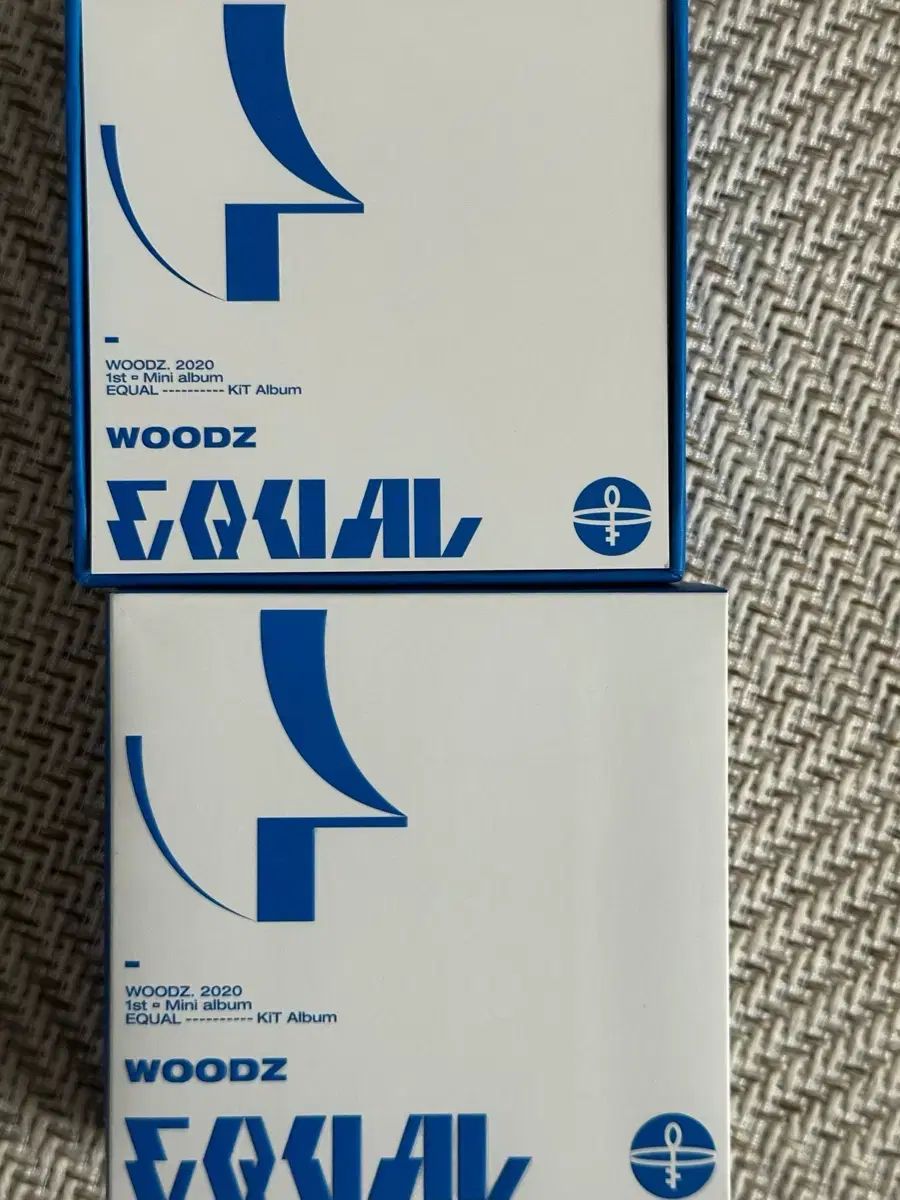 WOODZ. 2020
1st ▫ Mini album
EQUAL ---------- KiT Album
WOODZ
EQUAL
WOODZ. 2020
1st ▫ Mini album
EQUAL ---------- KiT Album
WOODZ
EQUAL